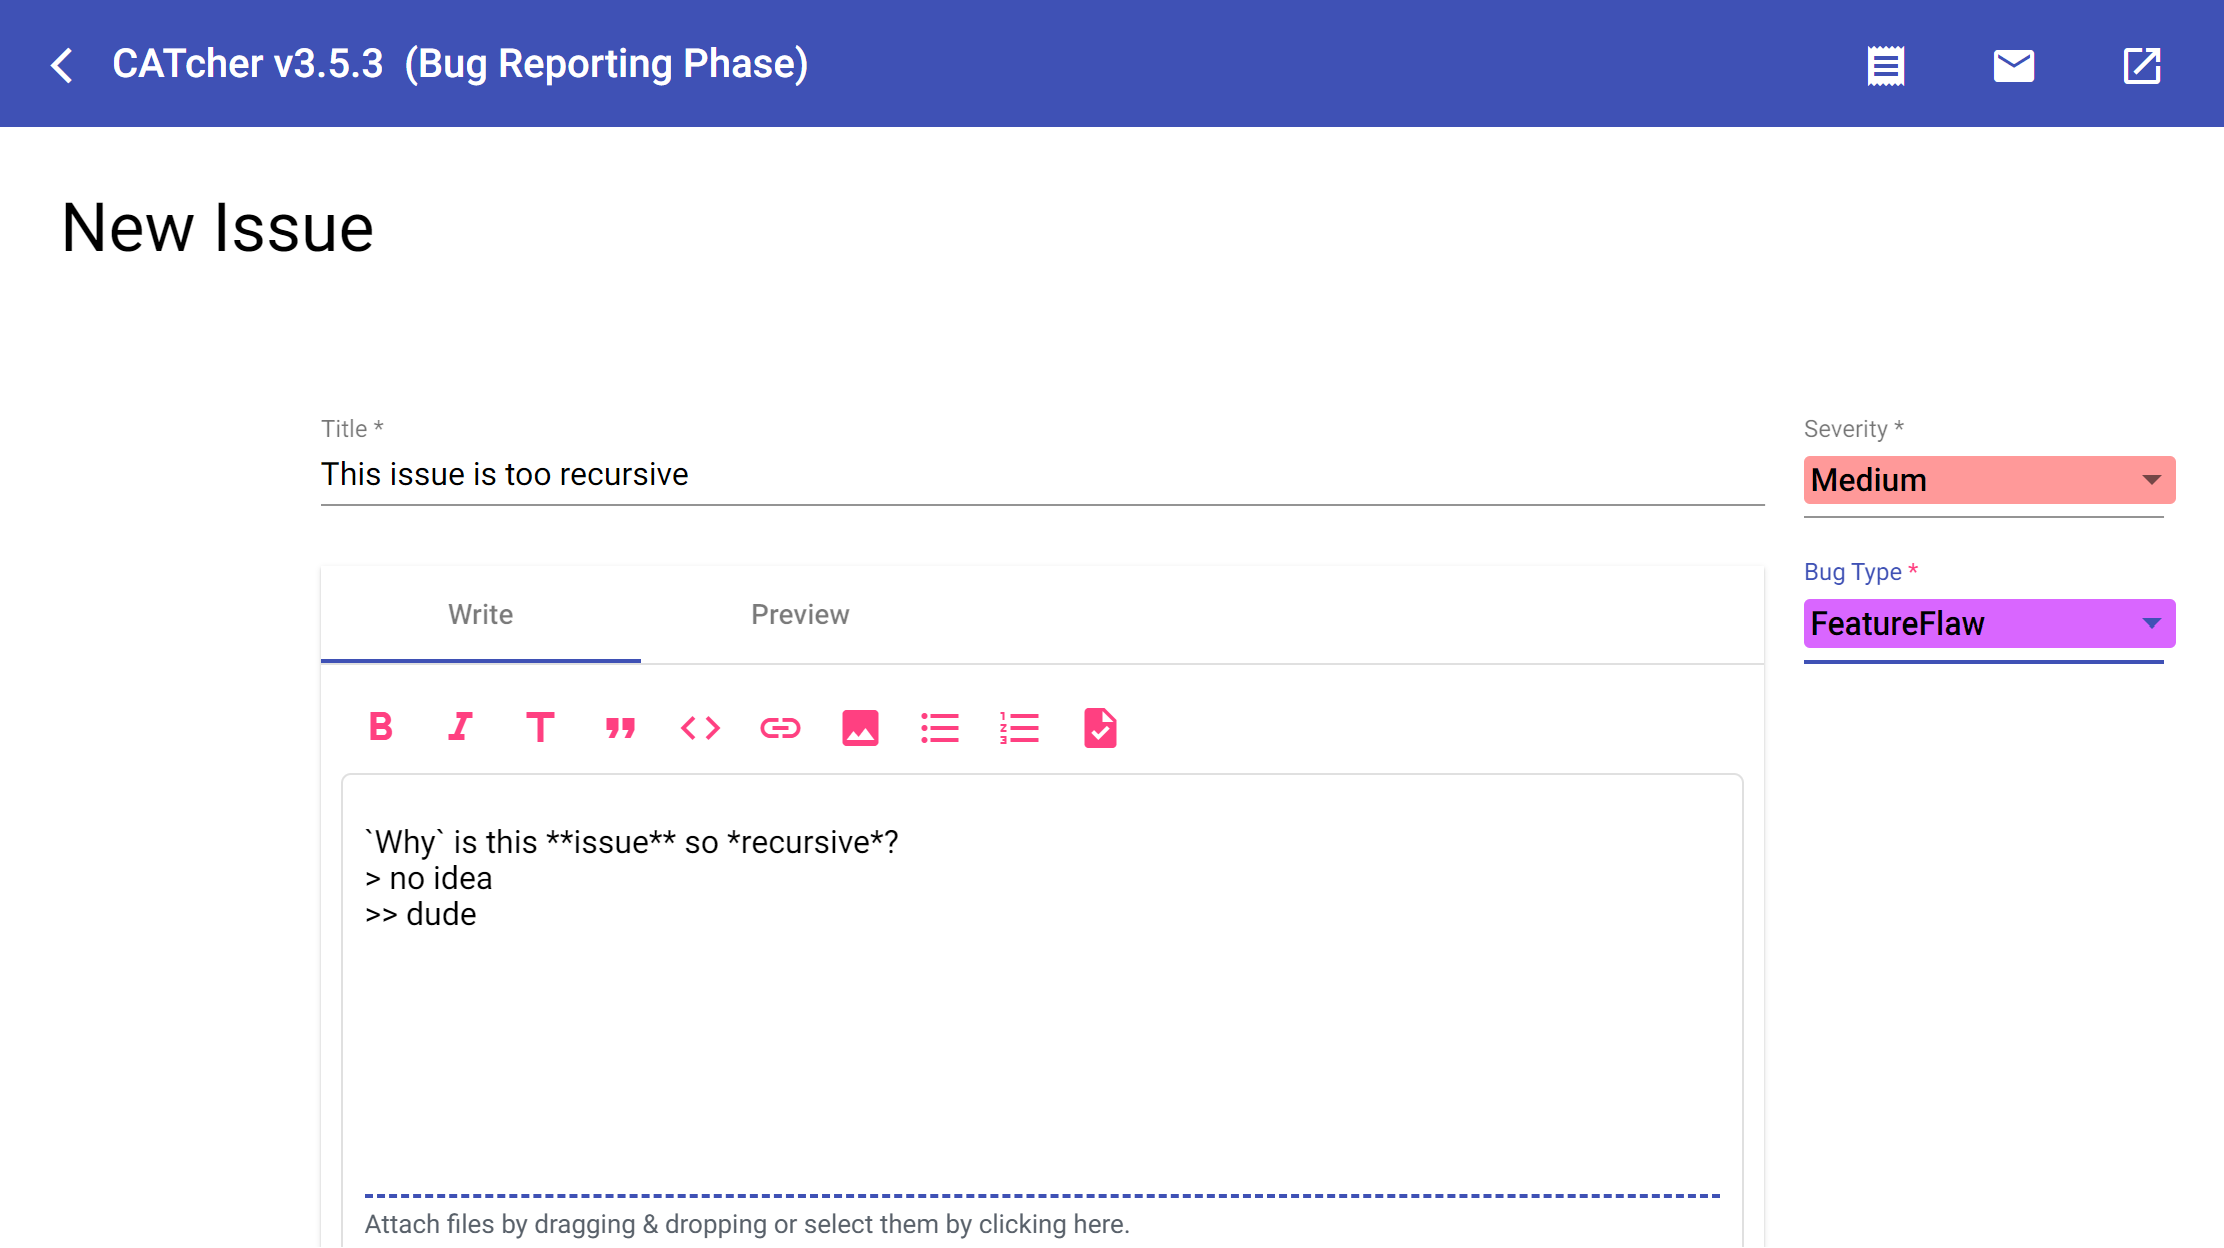 CATcher v3.5.3 (Bug Reporting Phase)
New Issue
Title *
This issue is too recursive
Severity *
Medium
Bug Type *
FeatureFlaw
Write
Preview
`Why` is this **issue** so *recursive*?
> no idea
>> dude
Attach files by dragging & dropping or select them by clicking here.